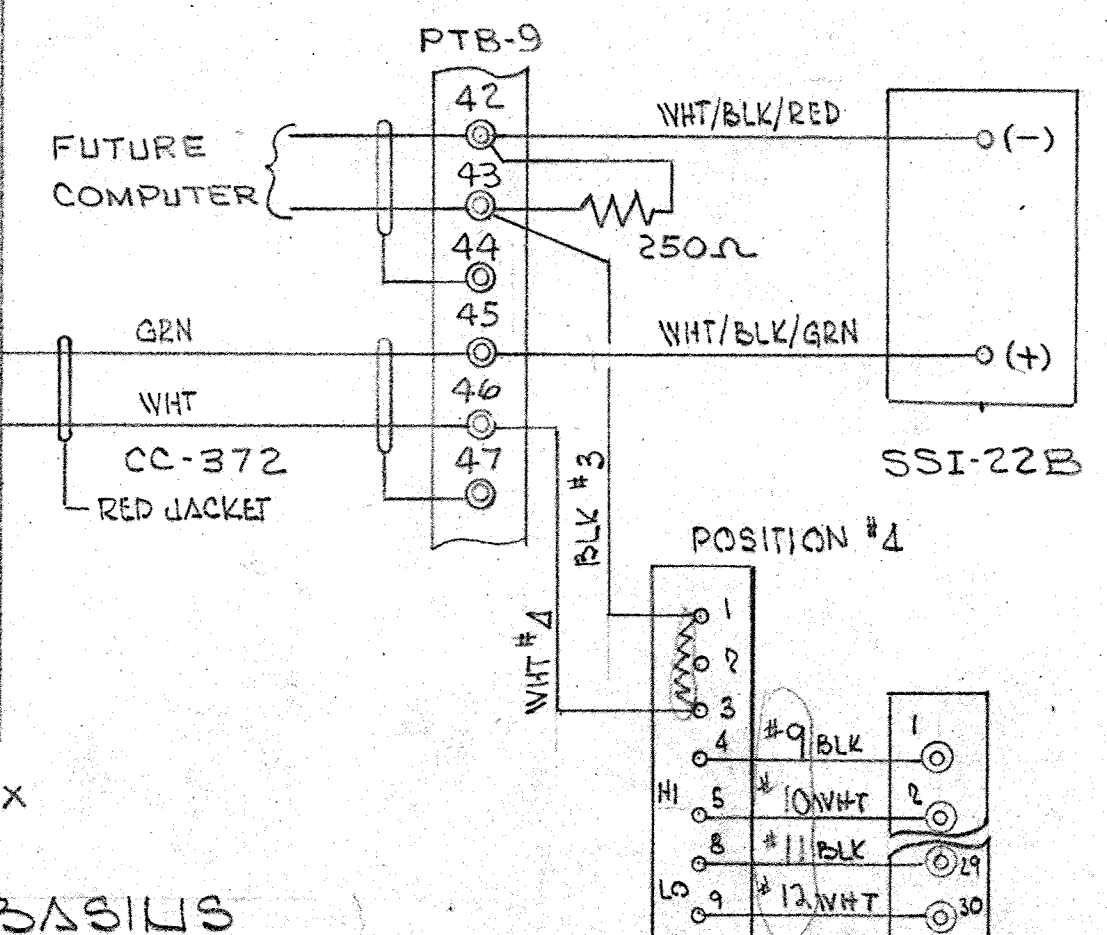 PTB-9
42
WHT/BLK/RED
(-)
FUTURE
COMPUTER
43
250Ω
44
45
GRN
WHT/BLK/GRN
(+)
46
WHT
CC-372
47
SSI-22B
RED JACKET
BLK #3
POSITION #4
WHT #4
1
2
3
4
#9 BLK
1
HI
5
#10 WHT
2
8
#11 BLK
29
LO
9
#12 WHT
30
X
BASILIS